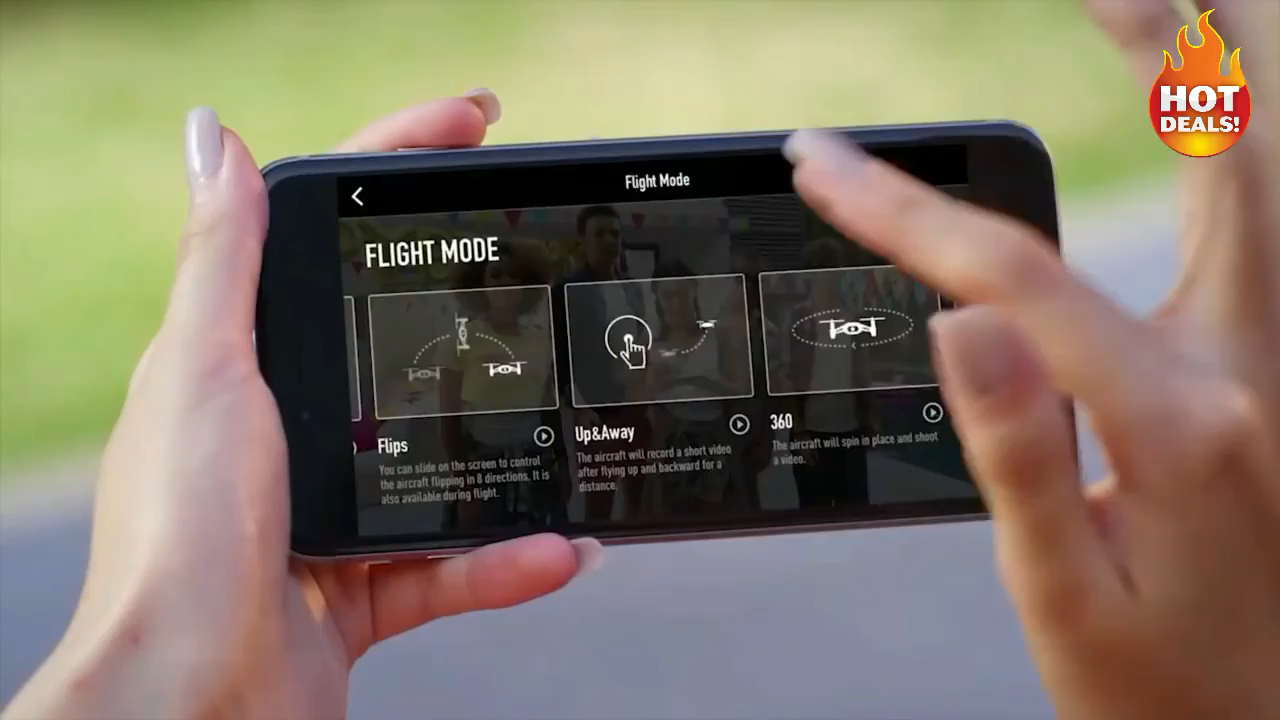 HOT
DEALS!
Flight Mode
FLIGHT MODE
Flips
You can slide on the screen to control
the aircraft flipping in 8 directions. It is
also available during flight.
Up&Away
The aircraft will record a short video
after flying up and backward for a
distance.
360
The aircraft will spin in place and shoot
a video.